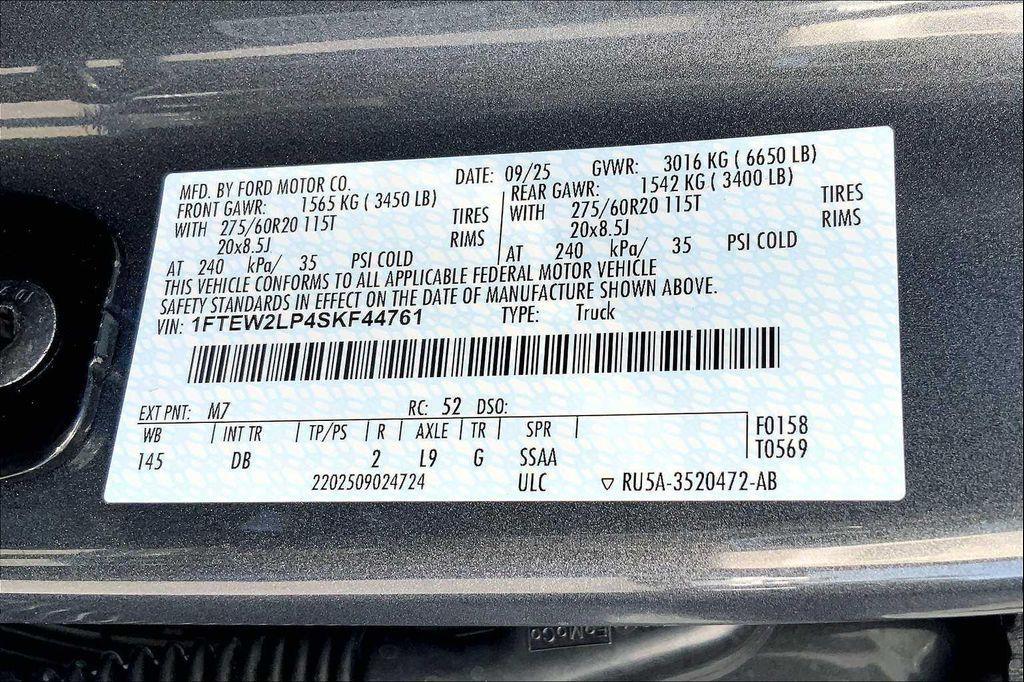 MFD. BY FORD MOTOR CO. DATE: 09/25 GVWR: 3016 KG ( 6650 LB)
FRONT GAWR: 1565 KG ( 3450 LB) REAR GAWR: 1542 KG ( 3400 LB)
WITH 275/60R20 115T TIRES WITH 275/60R20 115T TIRES
20x8.5J RIMS 20x8.5J RIMS
AT 240 kPa/ 35 PSI COLD AT 240 kPa/ 35 PSI COLD
THIS VEHICLE CONFORMS TO ALL APPLICABLE FEDERAL MOTOR VEHICLE
SAFETY STANDARDS IN EFFECT ON THE DATE OF MANUFACTURE SHOWN ABOVE.
VIN: 1FTEW2LP4SKF44761 TYPE: Truck
EXT PNT: M7 RC: 52 DSO:
WB INT TR TP/PS R AXLE TR SPR F0158
145 DB 2 L9 G SSAA T0569
2202509024724 ULC ▽ RU5A-3520472-AB
FoMoCo